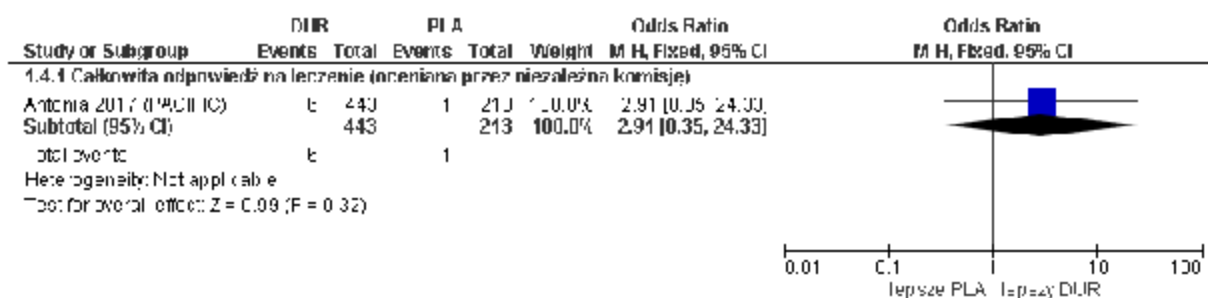 DUR PLA Odds Ratio Odds Ratio
Study or Subgroup Events Total Events Total Weight M-H, Fixed, 95% CI M-H, Fixed, 95% CI
1.4.1 Całkowita odpowiedź na leczenie (oceniana przez niezależną komisję)
Antonia 2017 (PACIFIC) 6 443 1 213 100.0% 2.91 [0.35, 24.33]
Subtotal (95% CI) 443 213 100.0% 2.91 [0.35, 24.33]
Total events 6 1
Heterogeneity: Not applicable
Test for overall effect: Z = 0.99 (P = 0.32)
0.01 0.1 1 10 100
lepsze PLA lepszy DUR